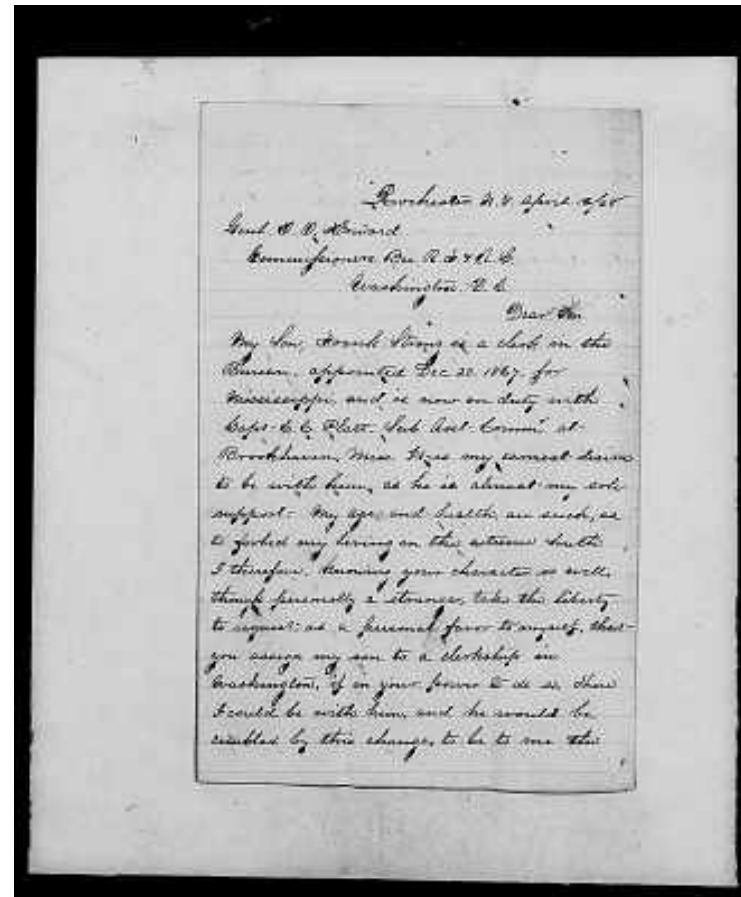 Rochester N. Y. April
Genl O. O. Howard
Commissioner Bu R. F. & A. L.
Washington D. C.
Dear Sir
My Son, Strong is a clerk in the
Bureau, appointed Dec 20 1867, for
Mississippi, and is now on duty with
Capt. E. E. Platt. Sub Asst. Commr. at
Brookhaven, Miss. It is my earnest desire
to be with him, as he is almost my sole
support - My age and health, are such, as
to forbid my living in the extreme South
I therefore, knowing your character so well,
though personally a stranger, take the liberty
to request: as a personal favor to myself, that
you assign my son to a clerkship in
Washington, if in your power to do so. There
I could be with him, and he would be
enabled by this change, to be to me the